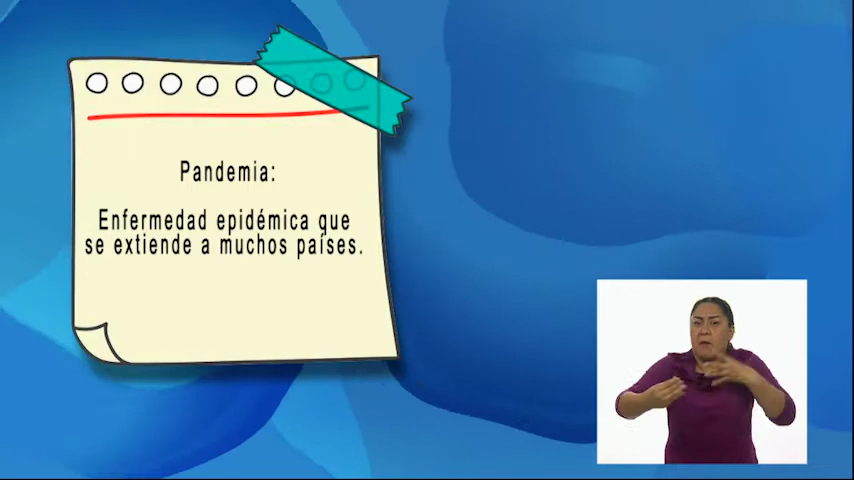 Pandemia:
Enfermedad epidémica que
se extiende a muchos países.